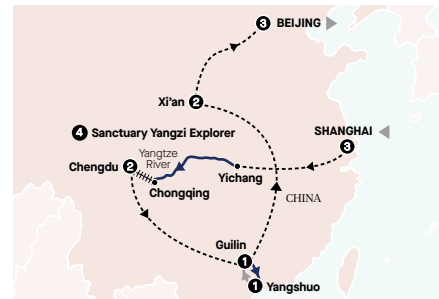 3 BEIJING
Xi'an 2
4 Sanctuary Yangzi Explorer
SHANGHAI
3
Yangtze
River
Chengdu 2
Yichang
Chongqing
CHINA
Guilin
1
1 Yangshuo